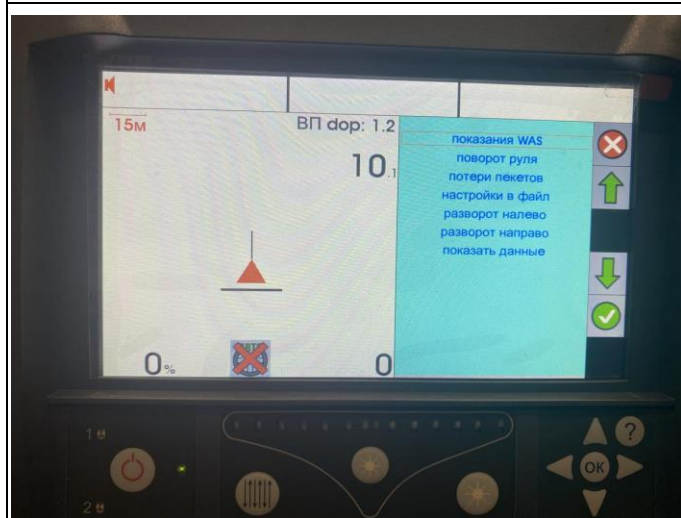 15м
ВП dop: 1.2
10.1
0%
0
показания WAS
поворот руля
потери пекетов
настройки в файл
разворот налево
разворот направо
показать данные
1
2
?
OK